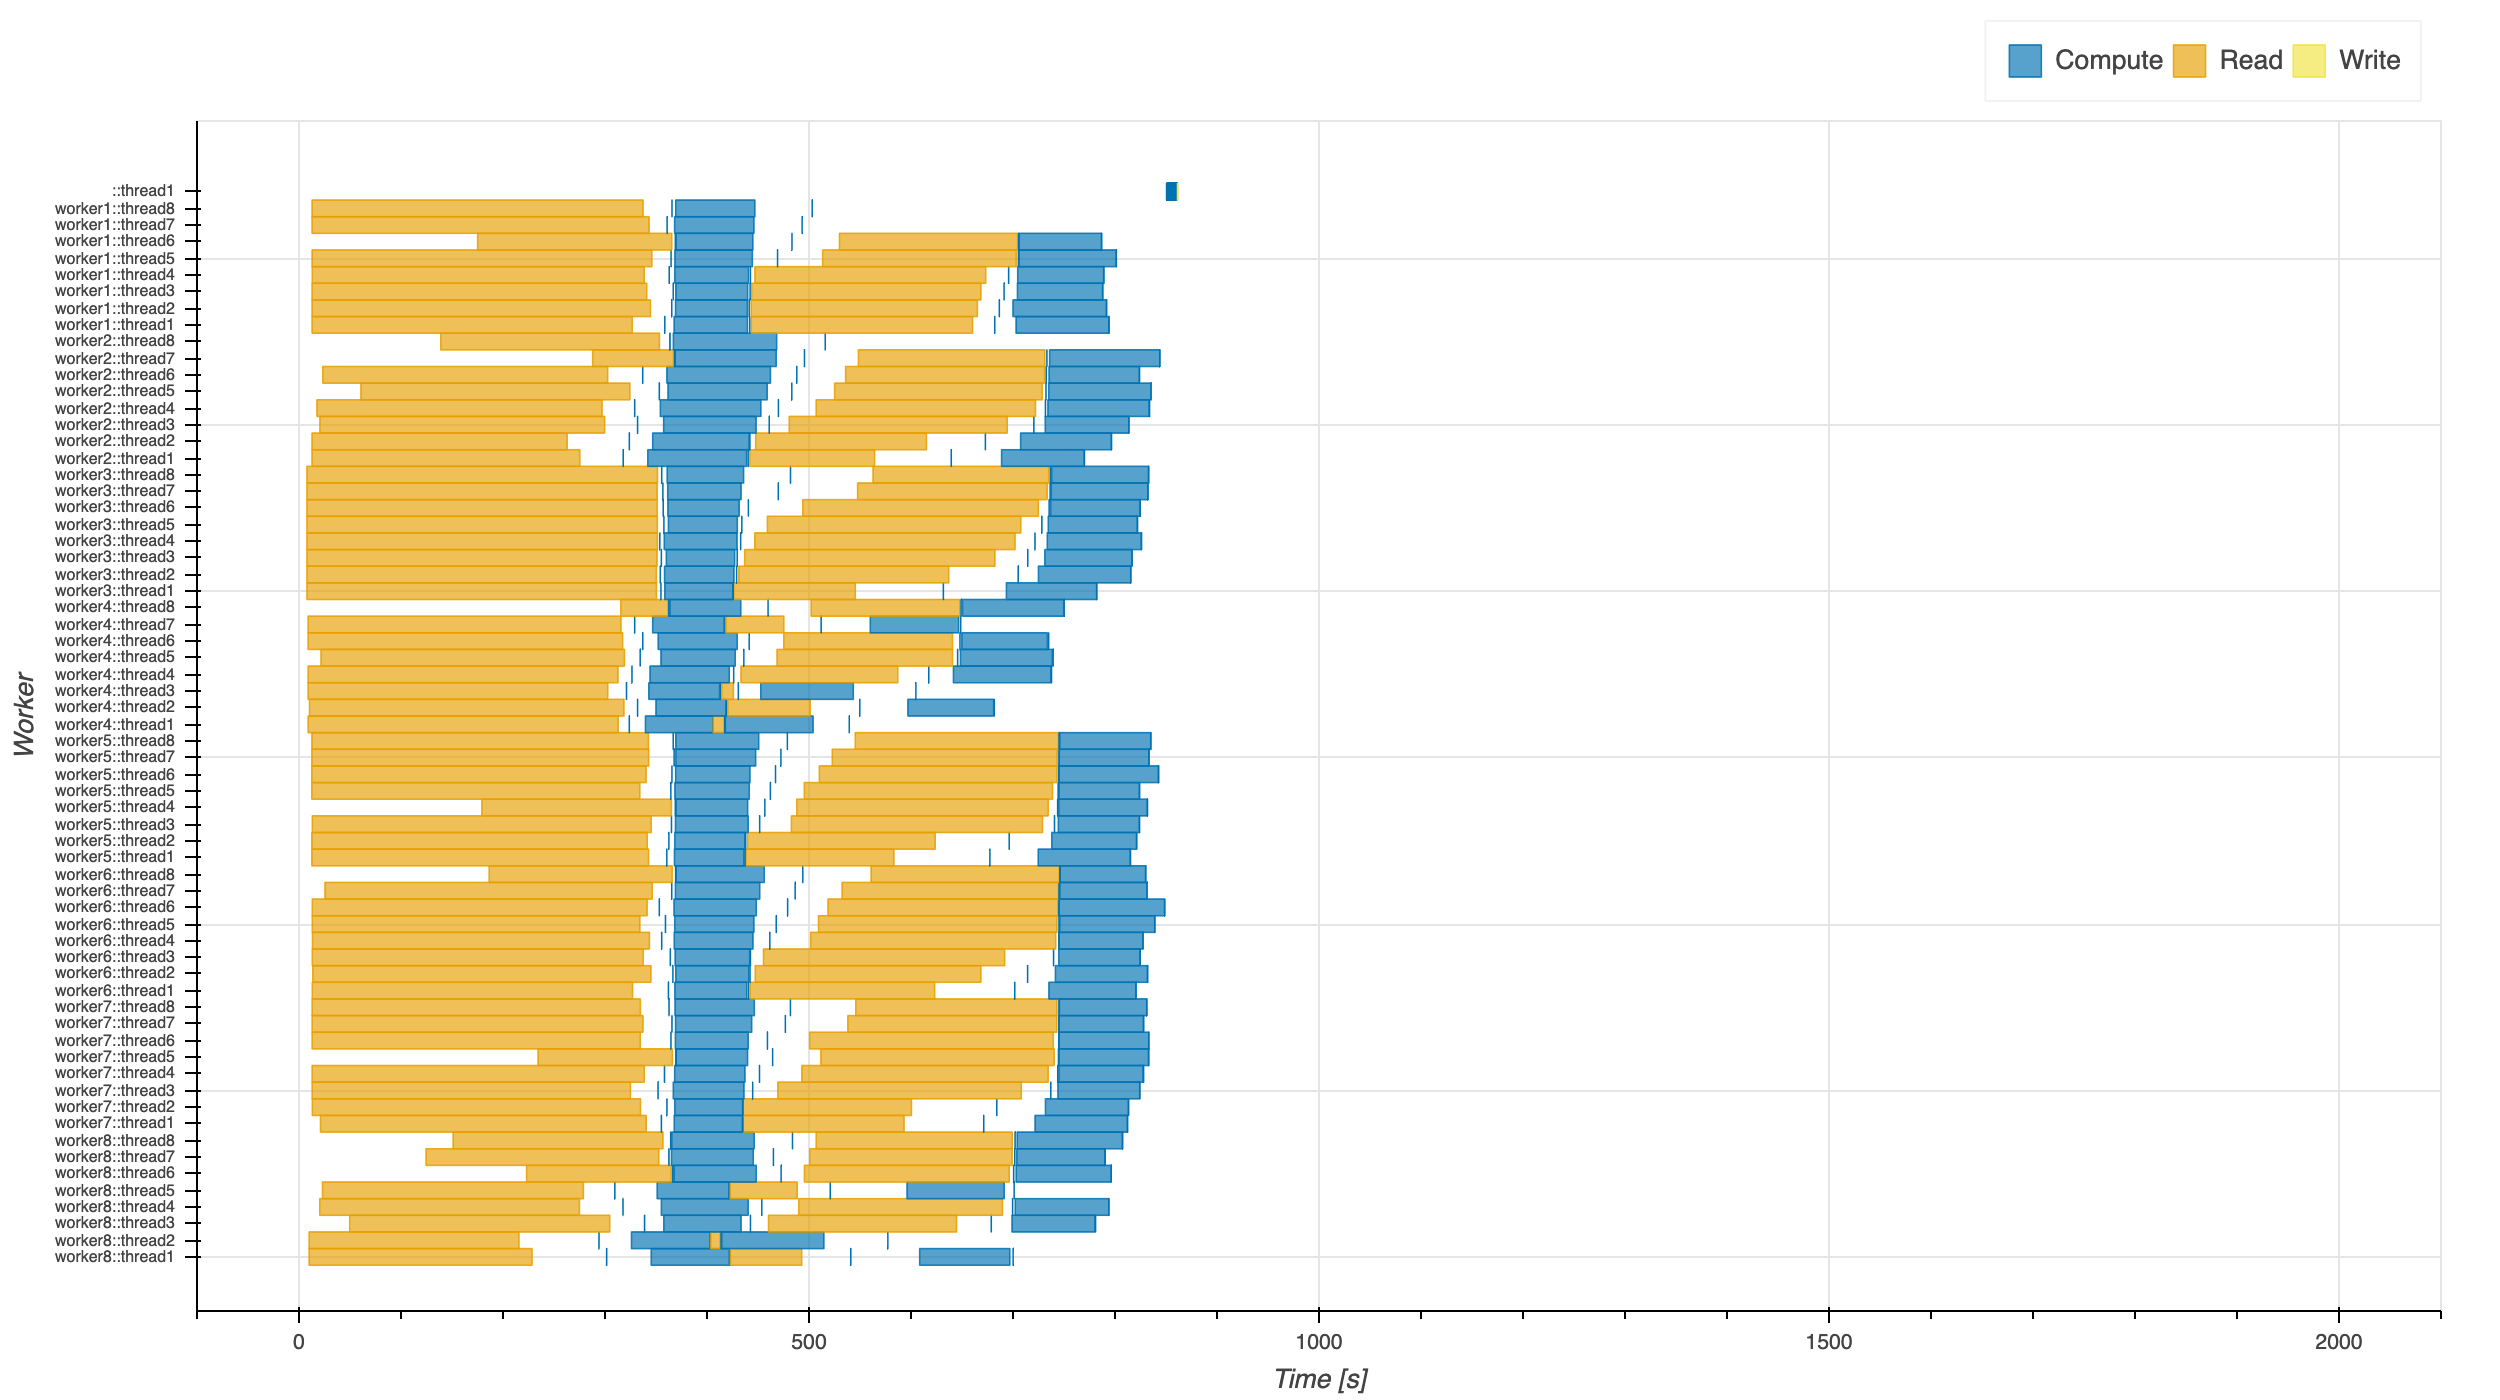 Compute Read Write
::thread1
worker1::thread8
worker1::thread7
worker1::thread6
worker1::thread5
worker1::thread4
worker1::thread3
worker1::thread2
worker1::thread1
worker2::thread8
worker2::thread7
worker2::thread6
worker2::thread5
worker2::thread4
worker2::thread3
worker2::thread2
worker2::thread1
worker3::thread8
worker3::thread7
worker3::thread6
worker3::thread5
worker3::thread4
worker3::thread3
worker3::thread2
worker3::thread1
worker4::thread8
worker4::thread7
worker4::thread6
worker4::thread5
worker4::thread4
worker4::thread3
worker4::thread2
worker4::thread1
worker5::thread8
worker5::thread7
worker5::thread6
worker5::thread5
worker5::thread4
worker5::thread3
worker5::thread2
worker5::thread1
worker6::thread8
worker6::thread7
worker6::thread6
worker6::thread5
worker6::thread4
worker6::thread3
worker6::thread2
worker6::thread1
worker7::thread8
worker7::thread7
worker7::thread6
worker7::thread5
worker7::thread4
worker7::thread3
worker7::thread2
worker7::thread1
worker8::thread8
worker8::thread7
worker8::thread6
worker8::thread5
worker8::thread4
worker8::thread3
worker8::thread2
worker8::thread1
Worker
0 500 1000 1500 2000
Time [s]